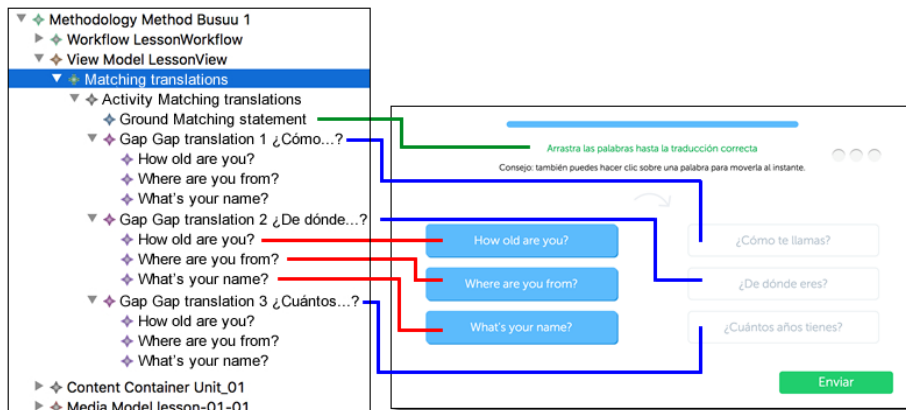 Methodology Method Busuu 1
Workflow LessonWorkflow
View Model LessonView
Matching translations
Activity Matching translations
Ground Matching statement
Gap Gap translation 1 ¿Cómo...?
How old are you?
Where are you from?
What's your name?
Gap Gap translation 2 ¿De dónde...?
How old are you?
Where are you from?
What's your name?
Gap Gap translation 3 ¿Cuántos...?
How old are you?
Where are you from?
What's your name?
Content Container Unit_01
Media Model lesson-01-01
Arrastra las palabras hasta la traducción correcta
Consejo: también puedes hacer clic sobre una palabra para moverla al instante.
How old are you?
¿Cómo te llamas?
Where are you from?
¿De dónde eres?
What's your name?
¿Cuántos años tienes?
Enviar